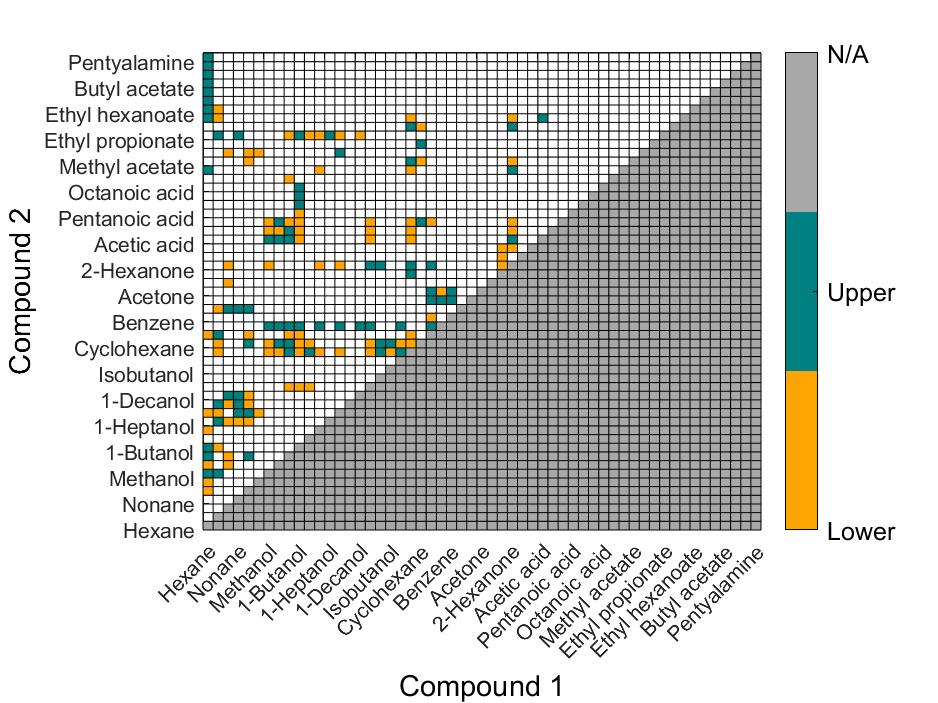 N/A
Pentyalamine
Butyl acetate
Ethyl hexanoate
Ethyl propionate
Methyl acetate
Octanoic acid
Pentanoic acid
Acetic acid
2-Hexanone
Acetone
Benzene
Cyclohexane
Isobutanol
1-Decanol
1-Heptanol
1-Butanol
Methanol
Nonane
Hexane
Compound 2
Upper
Lower
Hexane
Nonane
Methanol
1-Butanol
1-Heptanol
1-Decanol
Isobutanol
Cyclohexane
Benzene
Acetone
2-Hexanone
Acetic acid
Pentanoic acid
Octanoic acid
Methyl acetate
Ethyl propionate
Ethyl hexanoate
Butyl acetate
Pentyalamine
Compound 1